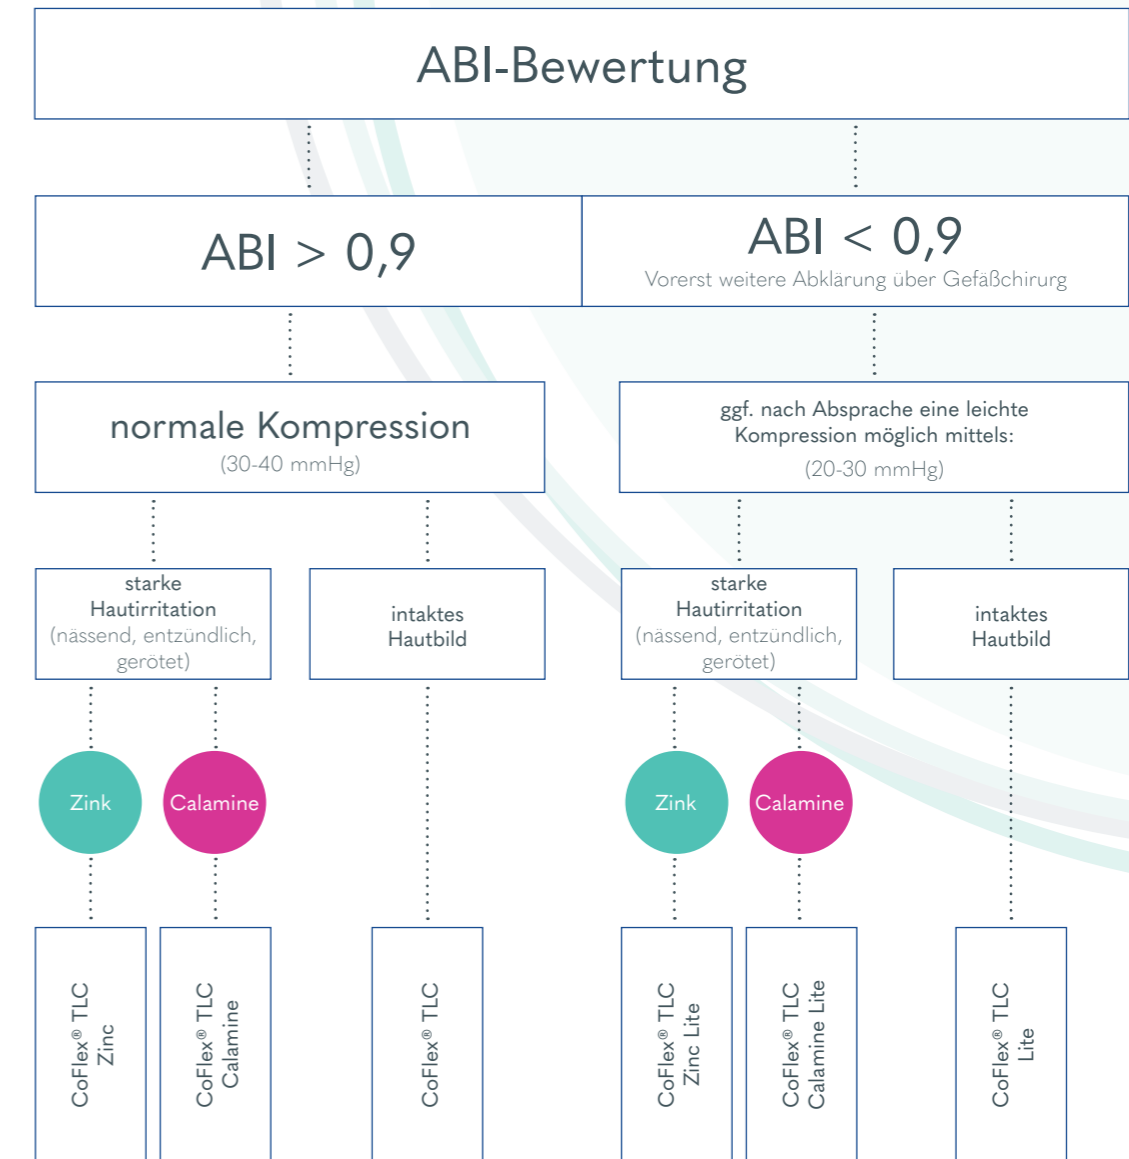 ABI-Bewertung
ABI > 0,9
ABI < 0,9
Vorerst weitere Abklärung über Gefäßchirurg
normale Kompression
(30-40 mmHg)
ggf. nach Absprache eine leichte
Kompression möglich mittels:
(20-30 mmHg)
starke
Hautirritation
(nässend, entzündlich,
gerötet)
intaktes
Hautbild
starke
Hautirritation
(nässend, entzündlich,
gerötet)
intaktes
Hautbild
Zink
Calamine
Zink
Calamine
CoFlex® TLC
Zinc
CoFlex® TLC
Calamine
CoFlex® TLC
CoFlex® TLC
Zinc Lite
CoFlex® TLC
Calamine Lite
CoFlex® TLC
Lite